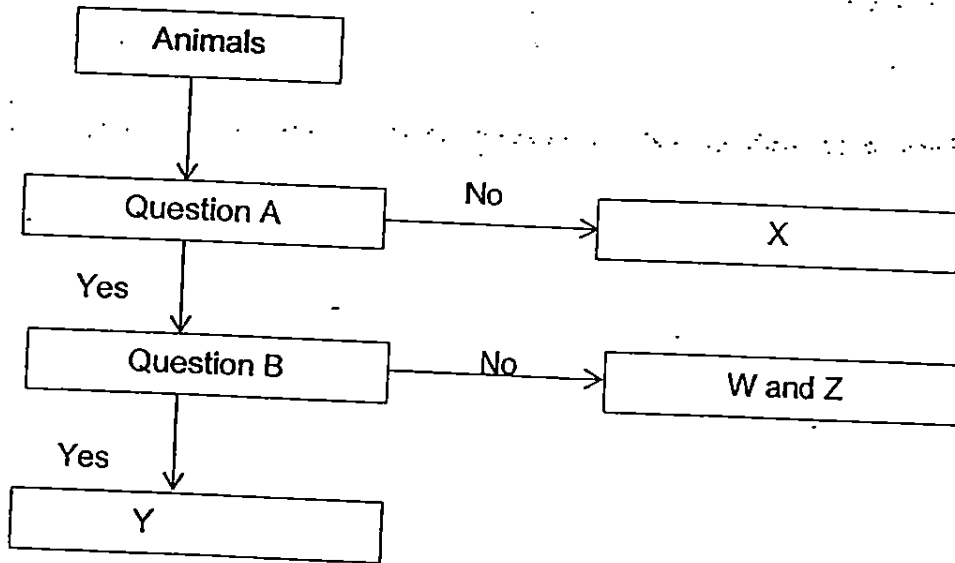 Animals
Question A
No
X
Yes
Question B
No
W and Z
Yes
Y